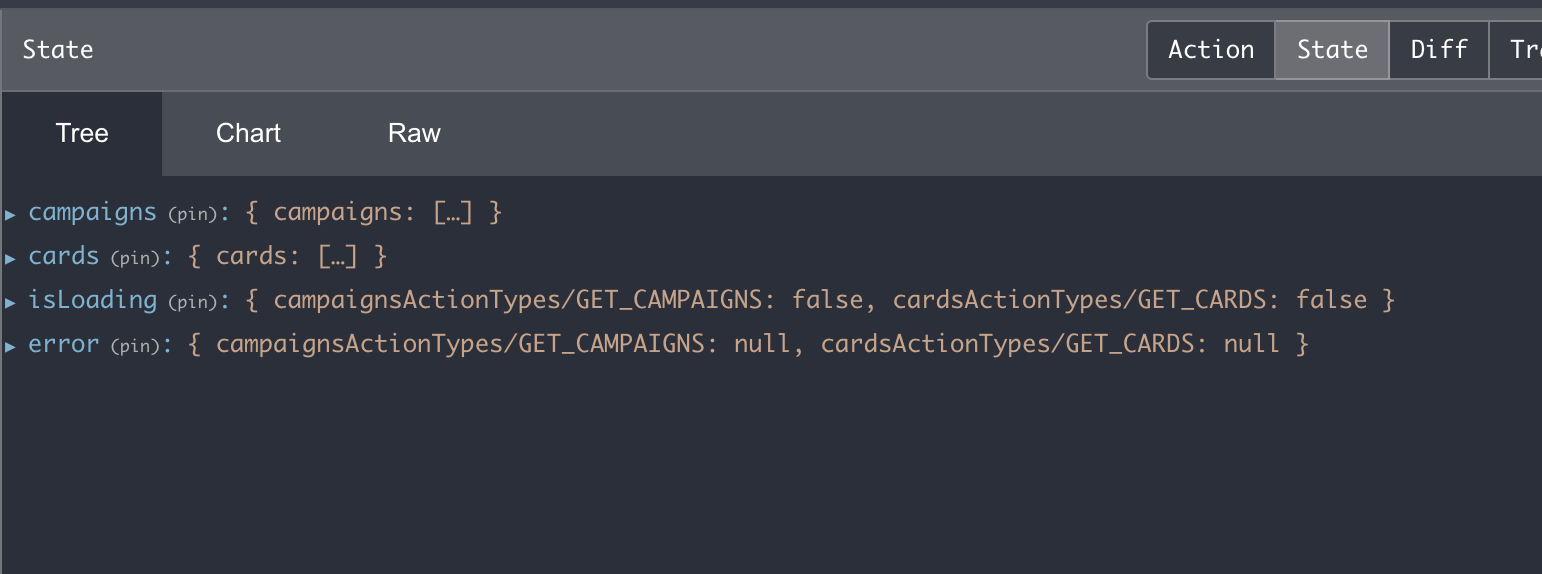 State Action State Diff
Tree Chart Raw
▶ campaigns (pin): { campaigns: […] }
▶ cards (pin): { cards: […] }
▶ isLoading (pin): { campaignsActionTypes/GET_CAMPAIGNS: false, cardsActionTypes/GET_CARDS: false }
▶ error (pin): { campaignsActionTypes/GET_CAMPAIGNS: null, cardsActionTypes/GET_CARDS: null }